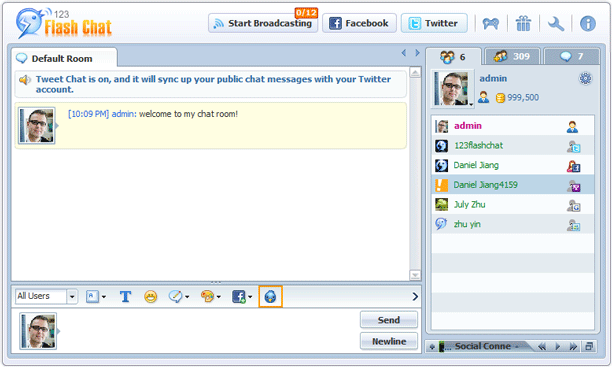 123
Flash Chat
Start Broadcasting
0/12
Facebook
Twitter
Default Room
Tweet Chat is on, and it will sync up your public chat messages with your Twitter
account.
[10:09 PM] admin: welcome to my chat room!
6
309
7
admin
999,500
admin
123flashchat
Daniel Jiang
Daniel Jiang4159
July Zhu
zhu yin
All Users
A
T
Send
Newline
... Social Conne -